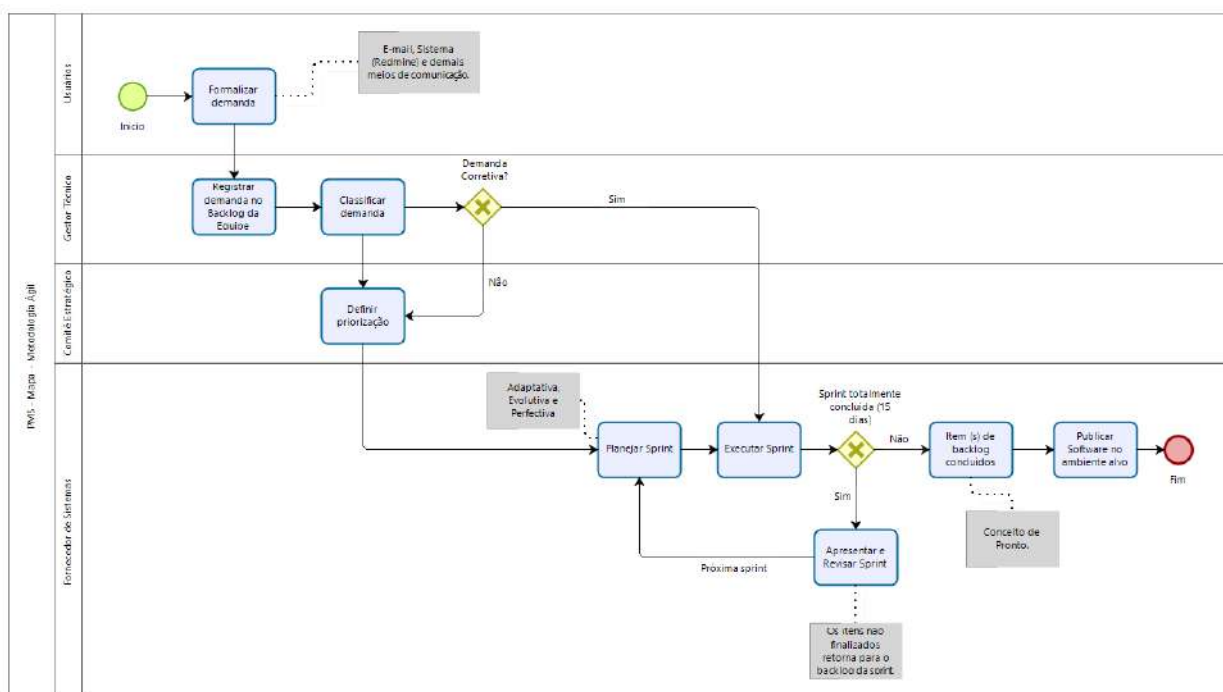 PMS - Mapa - Metodologia Ágil
Usuários
Início
Formalizar
demanda
E-mail, Sistema
(Redmine) e demais
meios de comunicação.
Gestor Técnico
Registrar
demanda no
Backlog da
Equipe
Classificar
demanda
Demanda
Corretiva?
Sim
Não
Comitê Estratégico
Definir
priorização
Fornecedor de Sistemas
Adaptativa,
Evolutiva e
Perfectiva
Planejar Sprint
Executar Sprint
Sprint totalmente
concluída (15
dias)
Não
Item (s) de
backlog
concluidos
Publicar
Software no
ambiente alvo
Fim
Sim
Conceito de
Pronto.
Apresentar e
Revisar Sprint
Próxima sprint
Os itens não
finalizados
retorna para o
backlog da sprint.